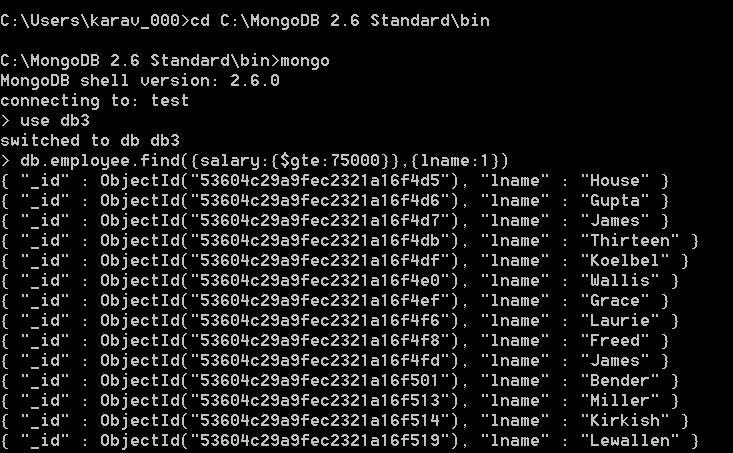 C:\Users\karav_000>cd C:\MongoDB 2.6 Standard\bin
C:\MongoDB 2.6 Standard\bin>mongo
MongoDB shell version: 2.6.0
connecting to: test
> use db3
switched to db db3
> db.employee.find({salary:{$gte:75000}},{lname:1})
{ "_id" : ObjectId("53604c29a9fec2321a16f4d5"), "lname" : "House" }
{ "_id" : ObjectId("53604c29a9fec2321a16f4d6"), "lname" : "Gupta" }
{ "_id" : ObjectId("53604c29a9fec2321a16f4d7"), "lname" : "James" }
{ "_id" : ObjectId("53604c29a9fec2321a16f4db"), "lname" : "Thirteen" }
{ "_id" : ObjectId("53604c29a9fec2321a16f4df"), "lname" : "Koelbel" }
{ "_id" : ObjectId("53604c29a9fec2321a16f4e0"), "lname" : "Wallis" }
{ "_id" : ObjectId("53604c29a9fec2321a16f4ef"), "lname" : "Grace" }
{ "_id" : ObjectId("53604c29a9fec2321a16f4f6"), "lname" : "Laurie" }
{ "_id" : ObjectId("53604c29a9fec2321a16f4f8"), "lname" : "Freed" }
{ "_id" : ObjectId("53604c29a9fec2321a16f4fd"), "lname" : "James" }
{ "_id" : ObjectId("53604c29a9fec2321a16f501"), "lname" : "Bender" }
{ "_id" : ObjectId("53604c29a9fec2321a16f513"), "lname" : "Miller" }
{ "_id" : ObjectId("53604c29a9fec2321a16f514"), "lname" : "Kirkish" }
{ "_id" : ObjectId("53604c29a9fec2321a16f519"), "lname" : "Lewallen" }